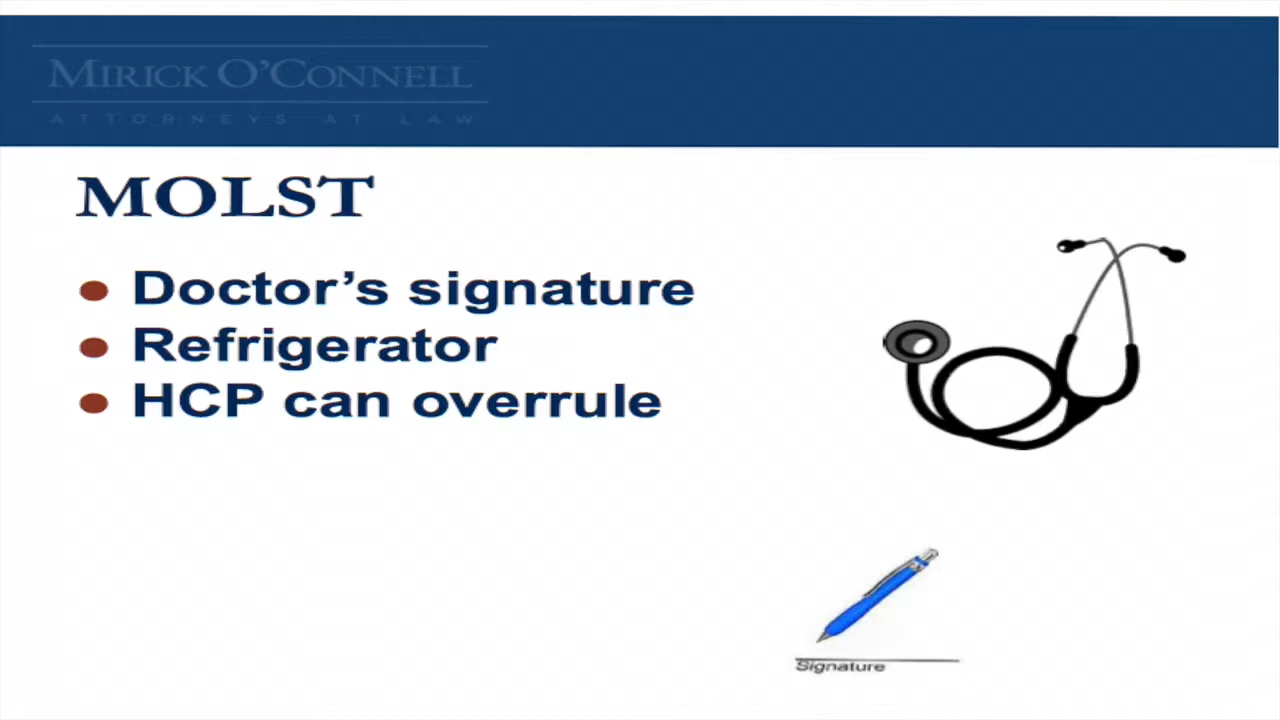 MIRICK O'CONNELL
ATTORNEYS AT LAW
MOLST
Doctor's signature
Refrigerator
HCP can overrule
Signature